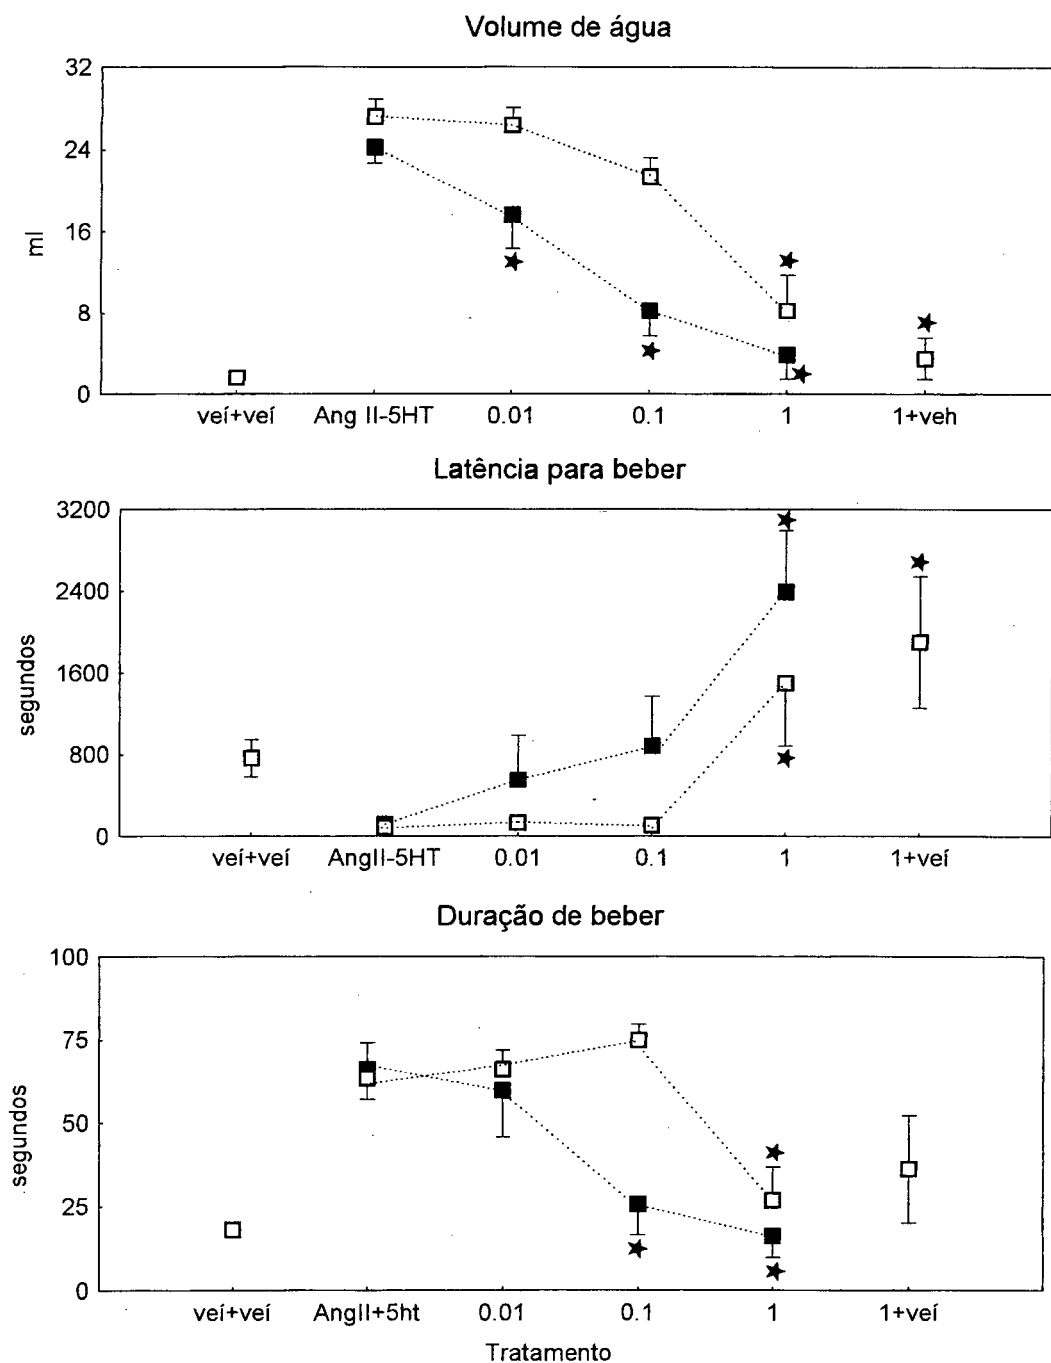 Volume de água
32
24
16
8
0
ml
veí+veí Ang II-5HT 0.01 0.1 1 1+veh
Latência para beber
3200
2400
1600
800
0
segundos
veí+veí AngII-5HT 0.01 0.1 1 1+veí
Duração de beber
100
75
50
25
0
segundos
veí+veí AngII+5ht 0.01 0.1 1 1+veí
Tratamento